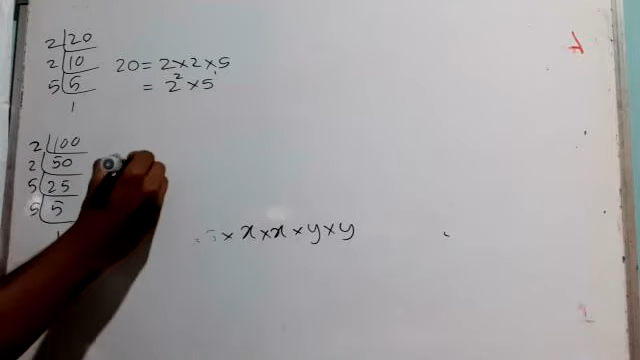 2 | 20
2 | 10
5 | 5
1
20 = 2 × 2 × 5
= 2² × 5¹
2 | 100
2 | 50
5 | 25
5 | 5
× x × x × y × y